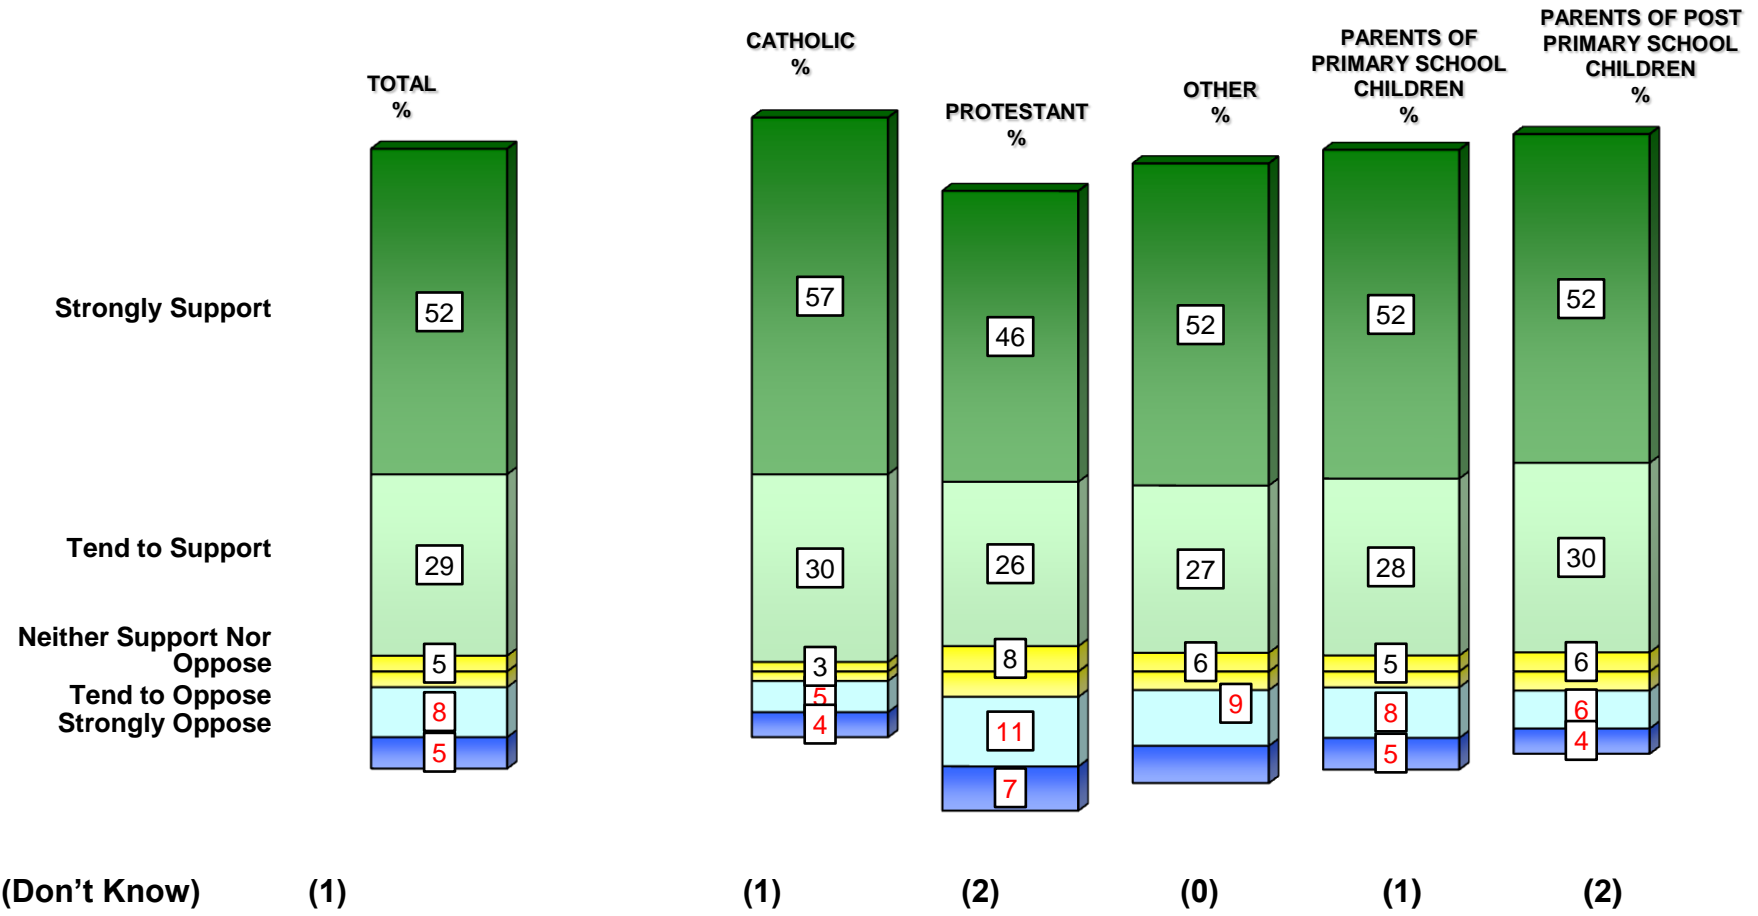 TOTAL
%
CATHOLIC
%
PROTESTANT
%
OTHER
%
PARENTS OF
PRIMARY SCHOOL
CHILDREN
%
PARENTS OF POST
PRIMARY SCHOOL
CHILDREN
%
Strongly Support
52
57
46
52
52
52
Tend to Support
29
30
26
27
28
30
Neither Support Nor
Oppose
5
3
8
6
5
6
Tend to Oppose
8
5
11
9
8
6
Strongly Oppose
5
4
7
5
4
(Don’t Know)
(1)
(1)
(2)
(0)
(1)
(2)